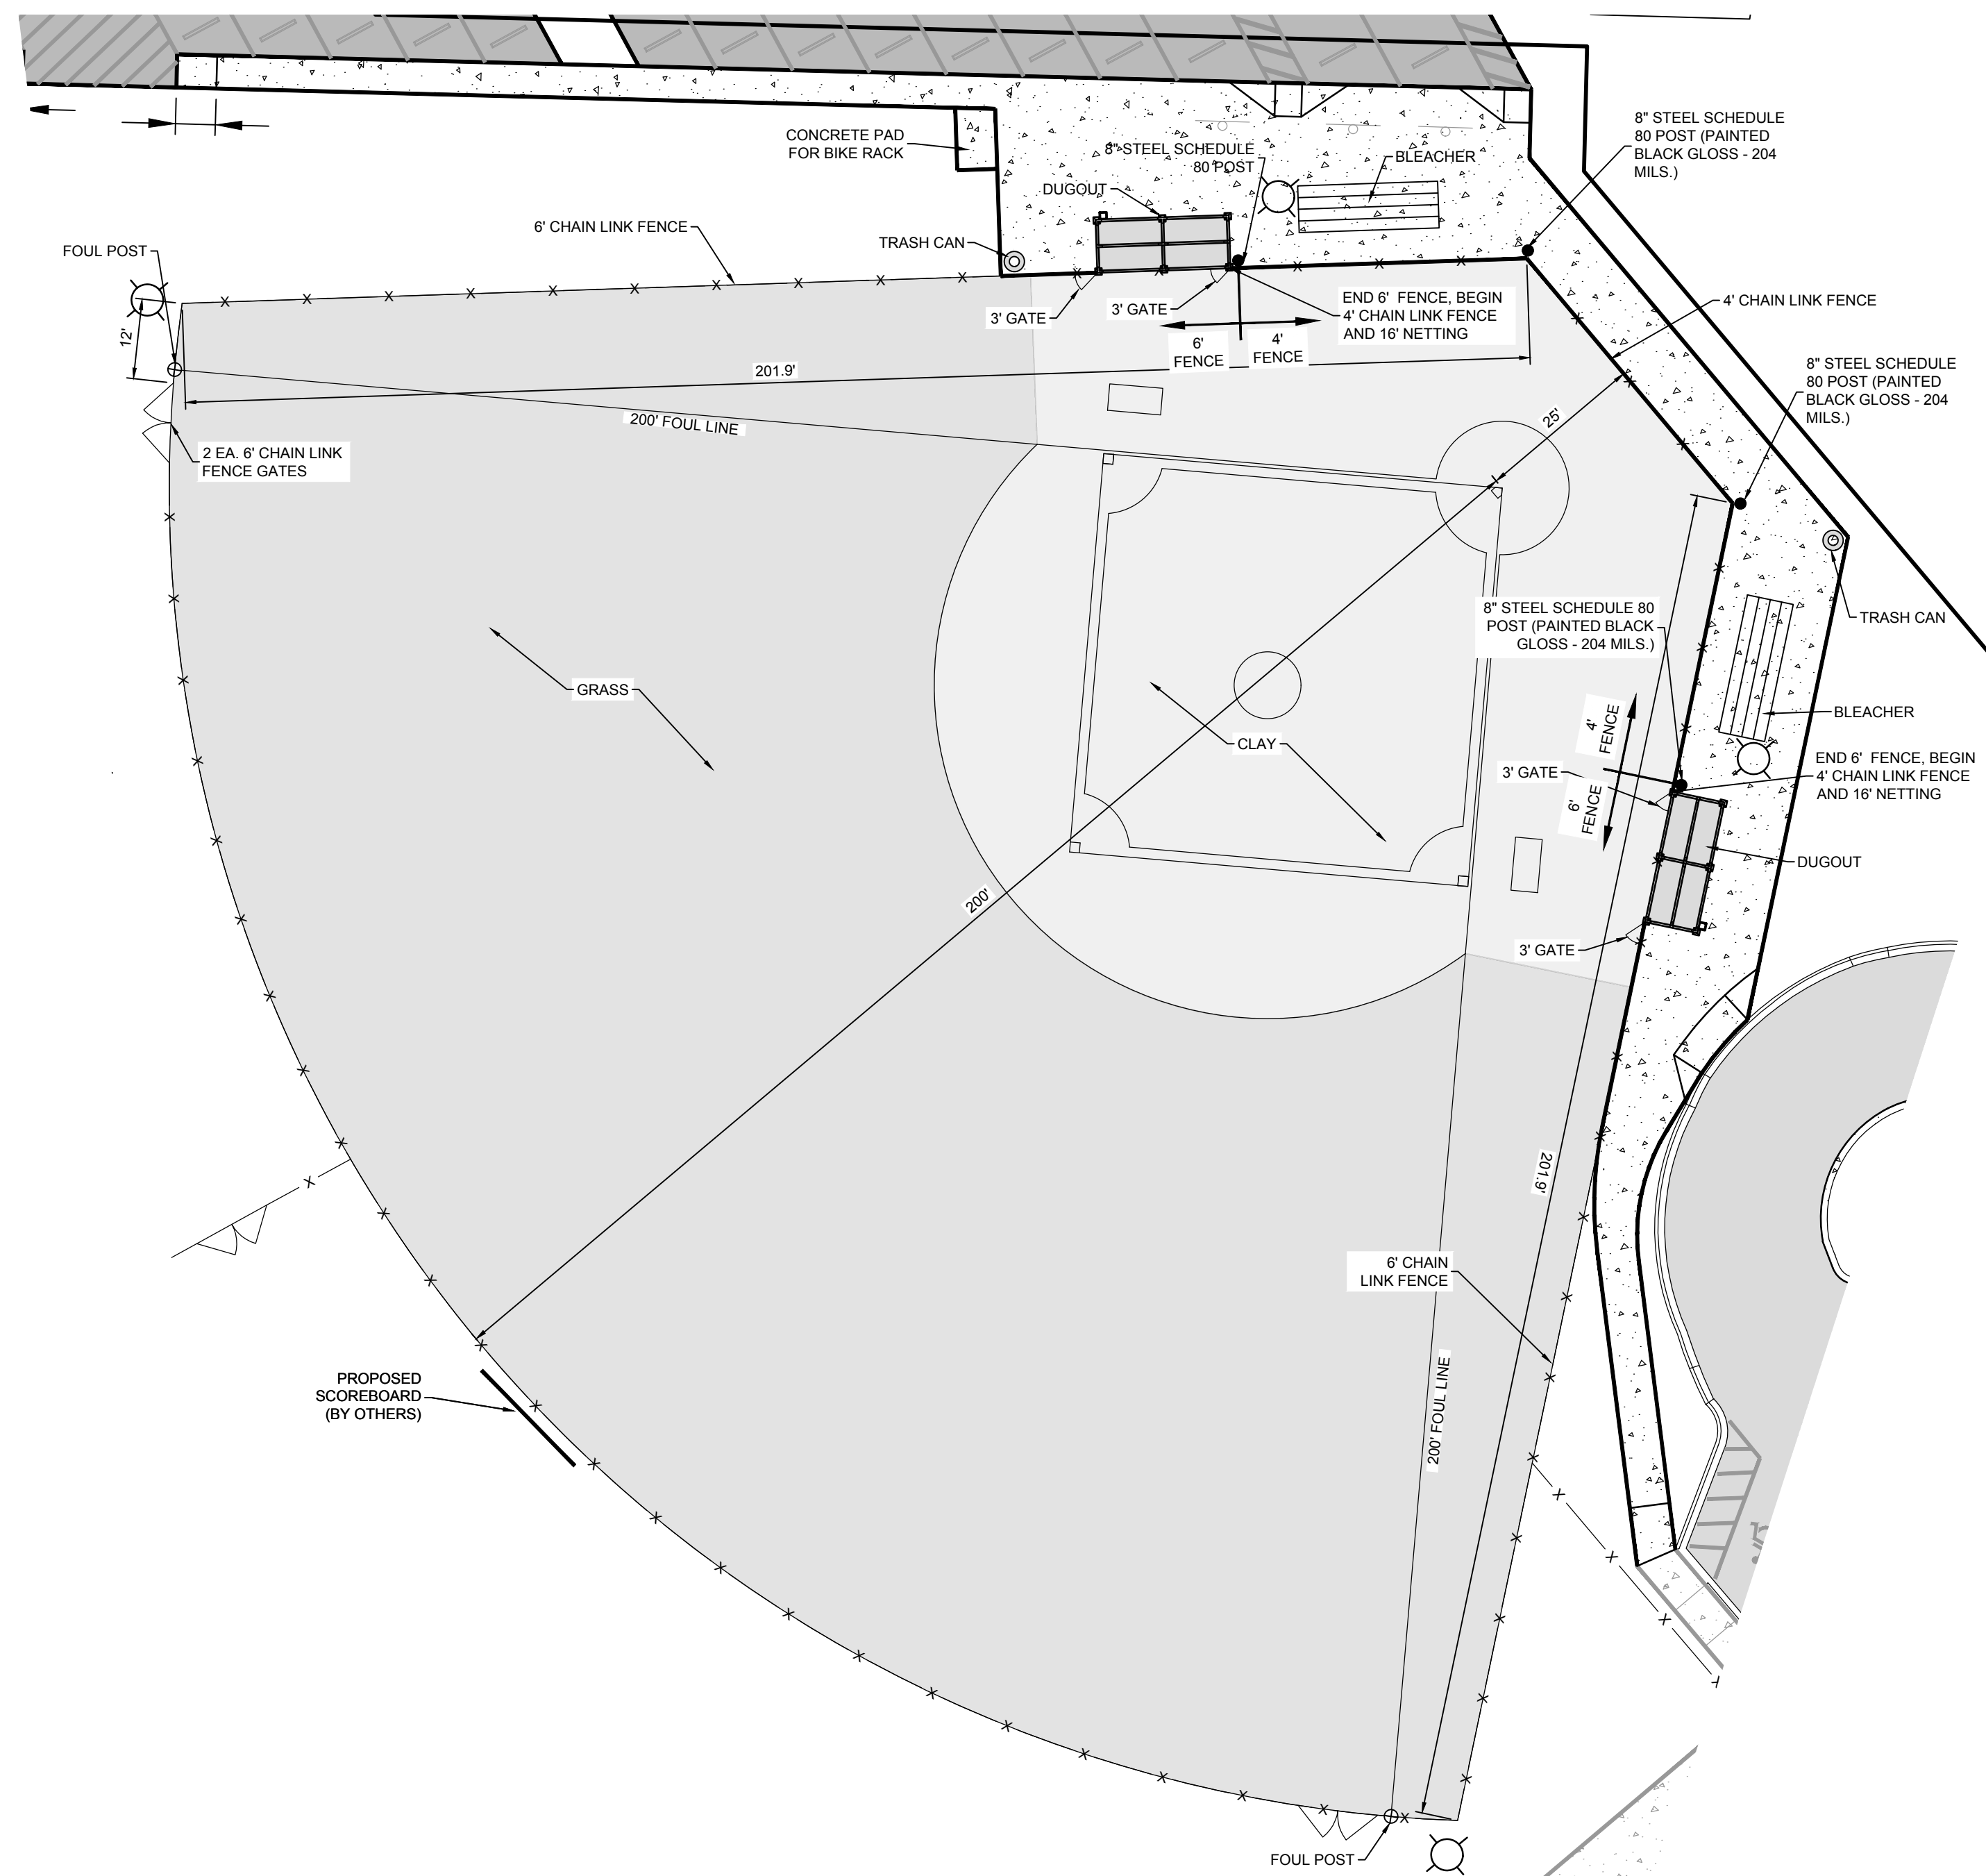 8" STEEL SCHEDULE
80 POST (PAINTED
BLACK GLOSS - 204
MILS.)
CONCRETE PAD
FOR BIKE RACK
8" STEEL SCHEDULE
80 POST
BLEACHER
DUGOUT
6' CHAIN LINK FENCE
TRASH CAN
FOUL POST
12'
3' GATE
3' GATE
END 6' FENCE, BEGIN
4' CHAIN LINK FENCE
AND 16' NETTING
4' CHAIN LINK FENCE
6'
FENCE
4'
FENCE
201.9'
8" STEEL SCHEDULE
80 POST (PAINTED
BLACK GLOSS - 204
MILS.)
200' FOUL LINE
25'
2 EA. 6' CHAIN LINK
FENCE GATES
8" STEEL SCHEDULE 80
POST (PAINTED BLACK
GLOSS - 204 MILS.)
TRASH CAN
GRASS
CLAY
BLEACHER
4'
FENCE
3' GATE
6'
FENCE
END 6' FENCE, BEGIN
4' CHAIN LINK FENCE
AND 16' NETTING
DUGOUT
200'
3' GATE
201.9'
6' CHAIN
LINK FENCE
200' FOUL LINE
PROPOSED
SCOREBOARD
(BY OTHERS)
FOUL POST